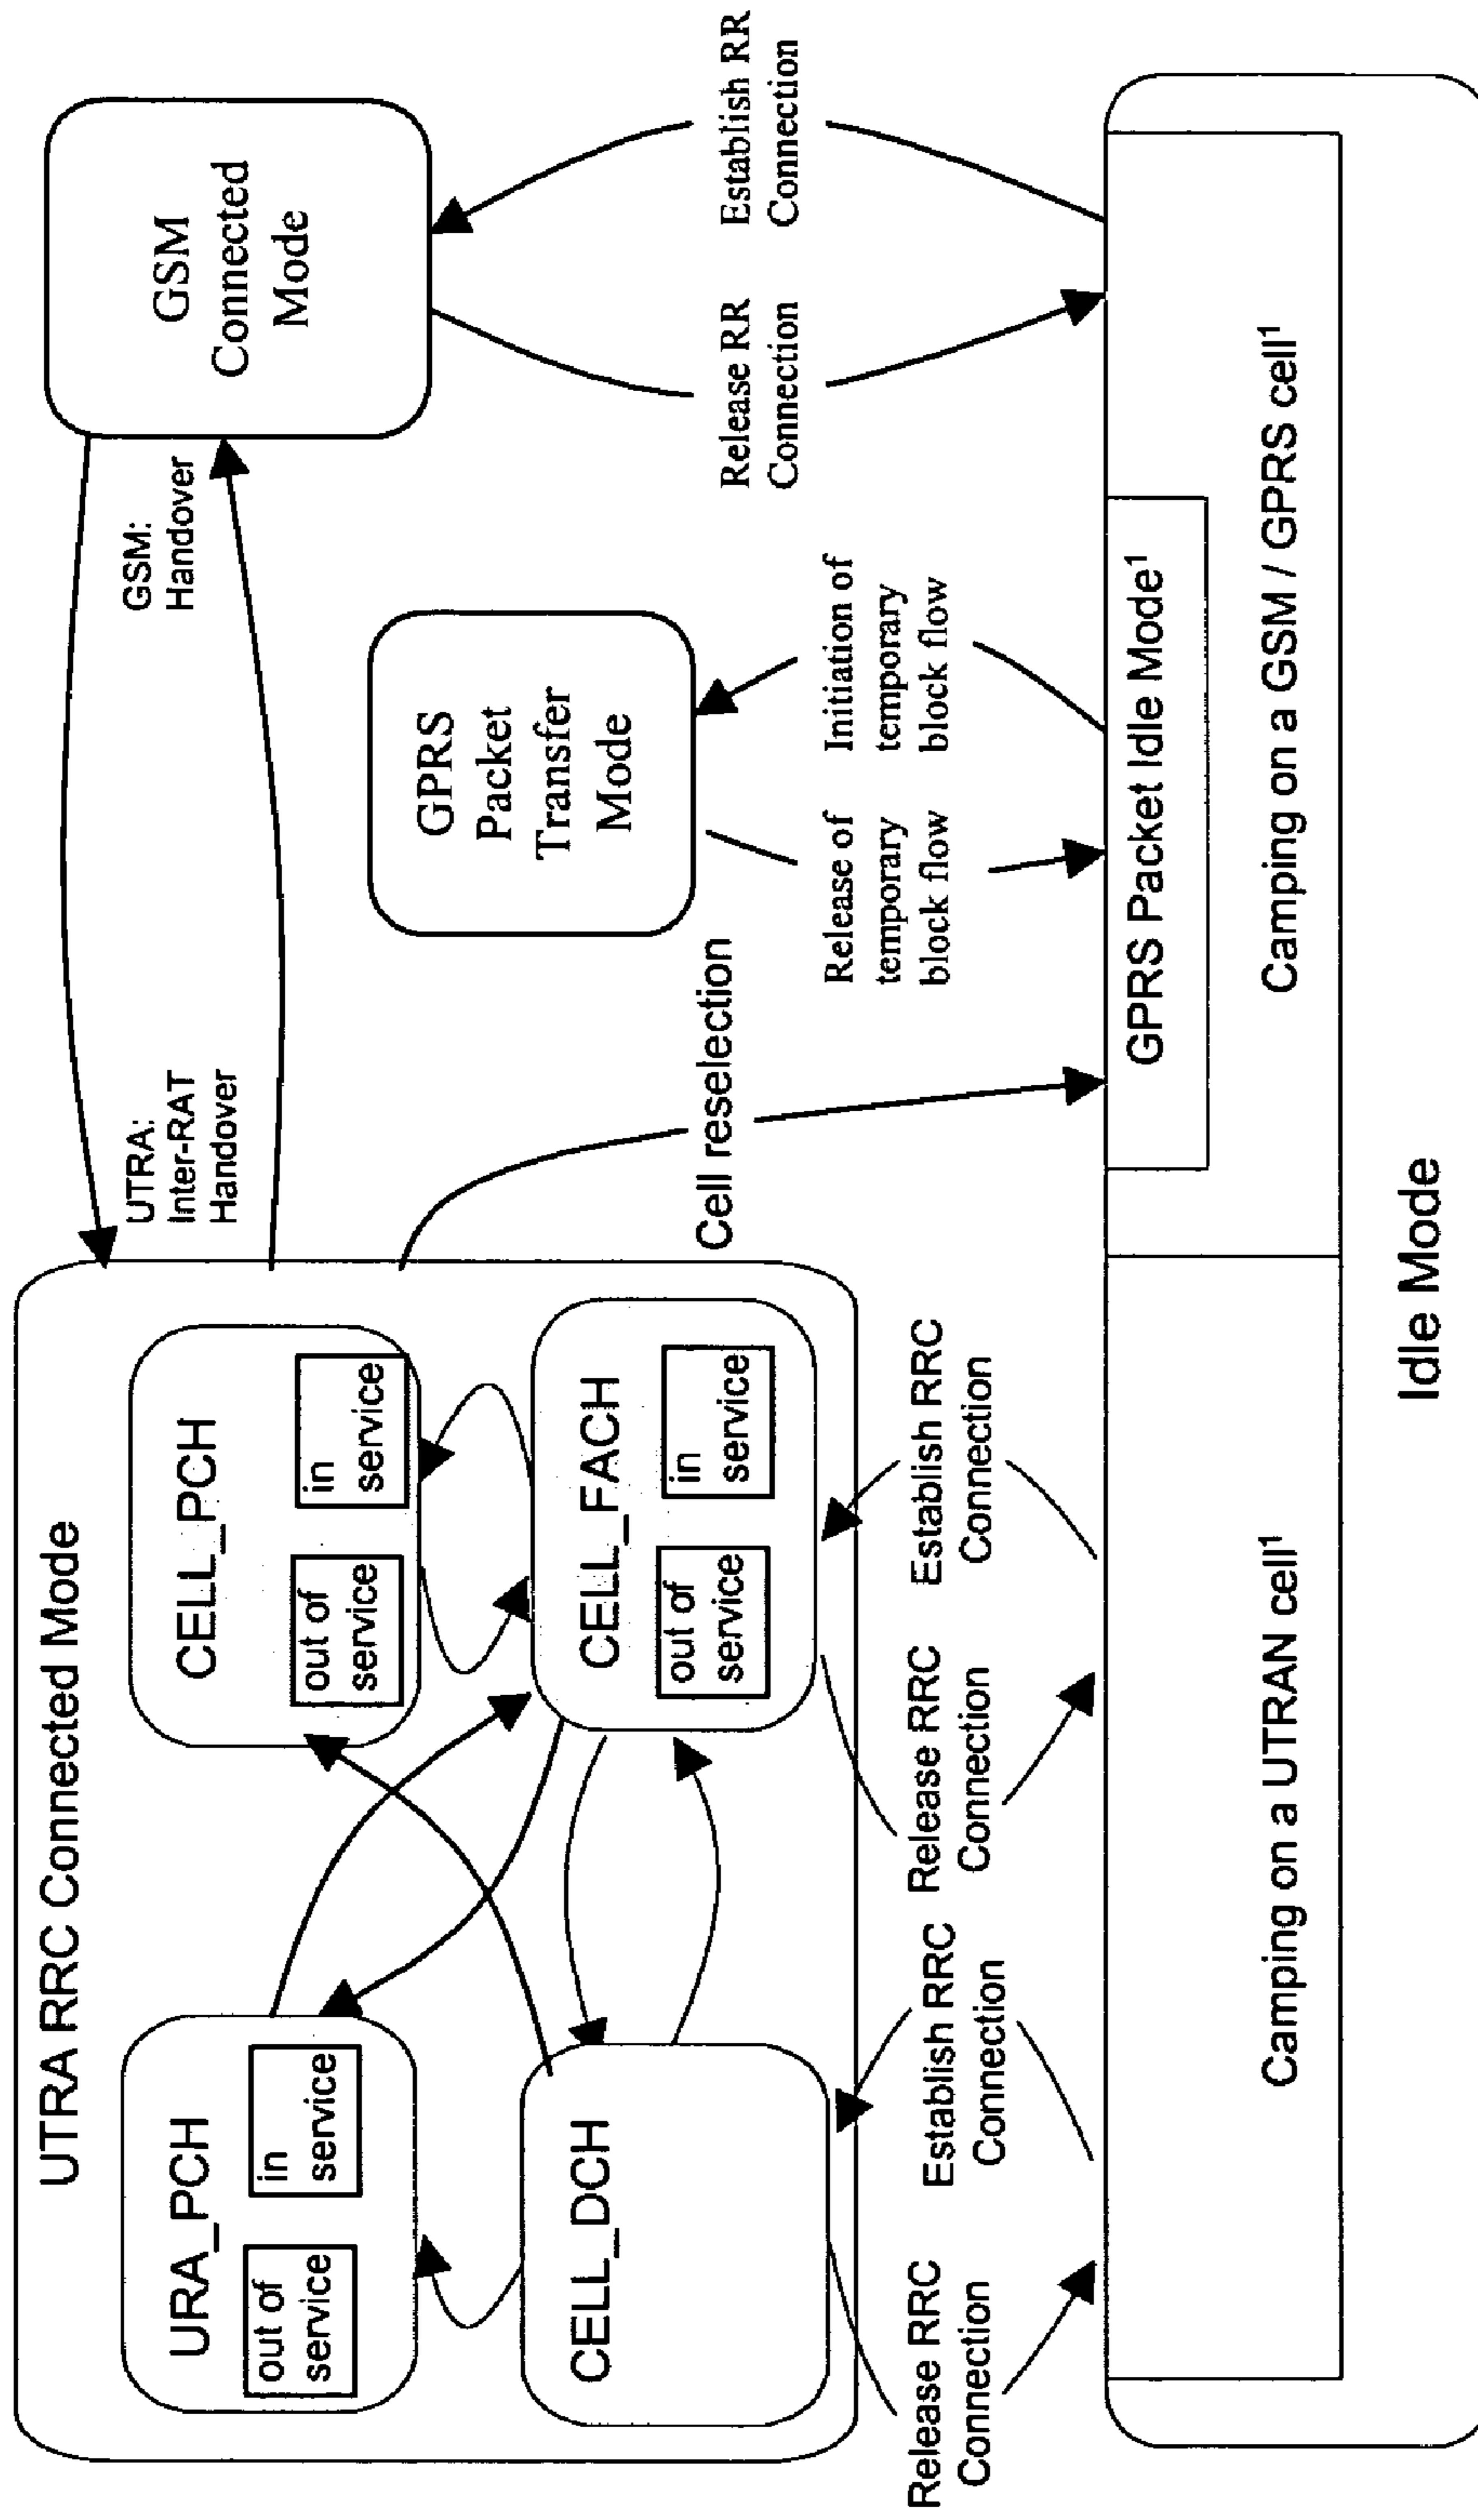 UTRA RRC Connected Mode
URA_PCH
out of
service
in
service
CELL_PCH
out of
service
in
service
CELL_DCH
CELL_FACH
out of
service
in
service
UTRA:
Inter-RAT
Handover
GSM:
Handover
GSM
Connected
Mode
GPRS
Packet
Transfer
Mode
Cell reselection
Release RRC
Connection
Establish RRC
Connection
Release RRC
Connection
Establish RRC
Connection
Release of
temporary
block flow
Initiation of
temporary
block flow
Release RR
Connection
Establish RR
Connection
GPRS Packet Idle Mode¹
Camping on a UTRAN cell¹
Camping on a GSM / GPRS cell¹
Idle Mode